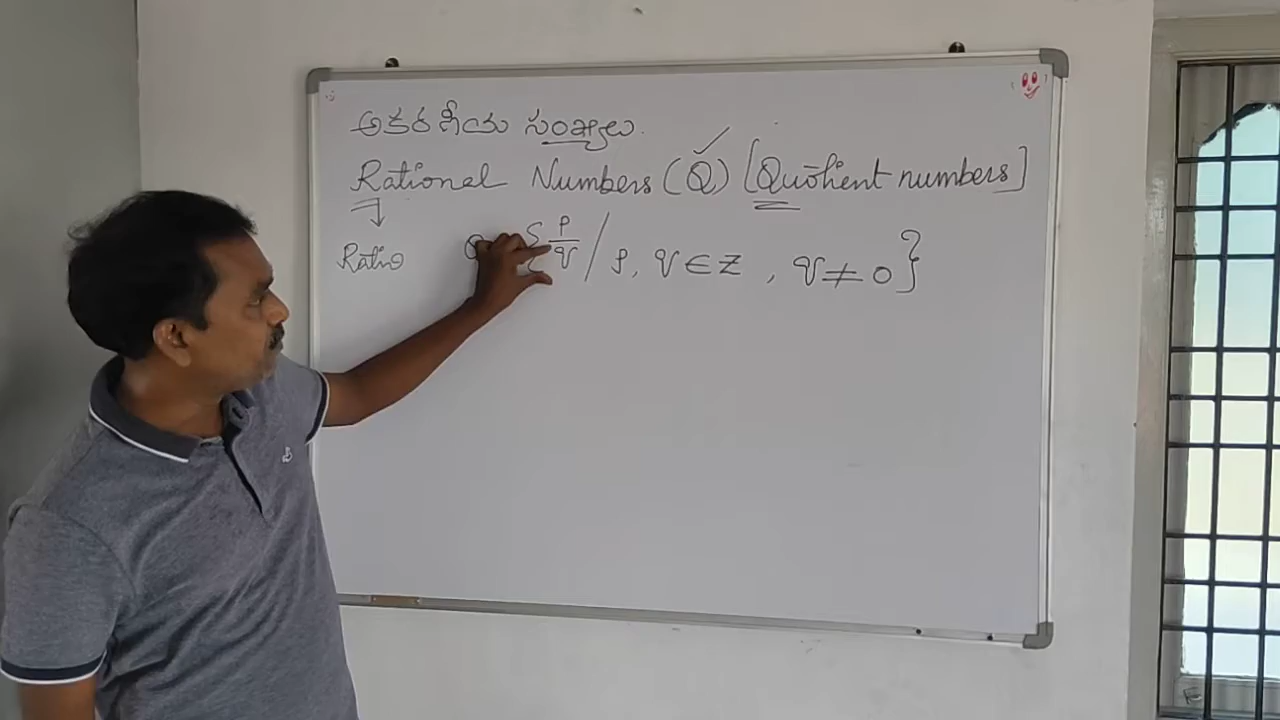 అకరణీయ సంఖ్యలు.
Rational Numbers (Q) [Quotient numbers]
Ratio Q { p/q / p, q ∈ Z , q ≠ 0 }